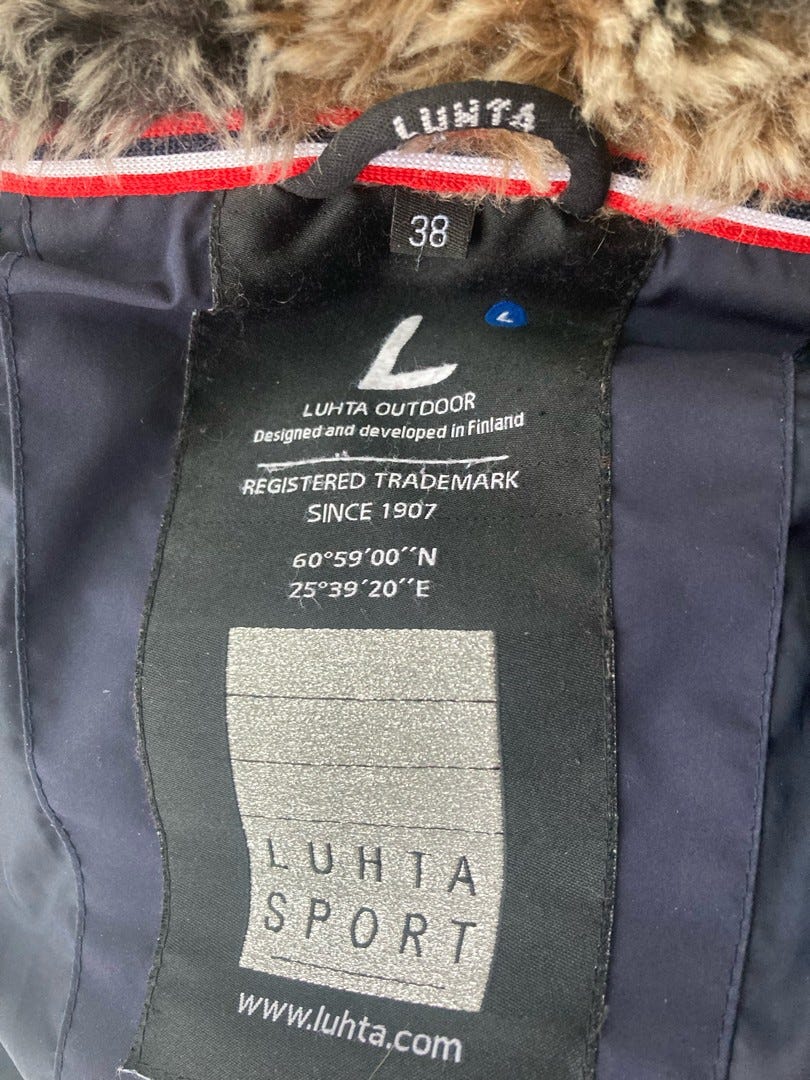 LUHTA
38
L
L
LUHTA OUTDOOR
Designed and developed in Finland
REGISTERED TRADEMARK
SINCE 1907
60°59′00′′N
25°39′20′′E
LUHTA
SPORT
www.luhta.com